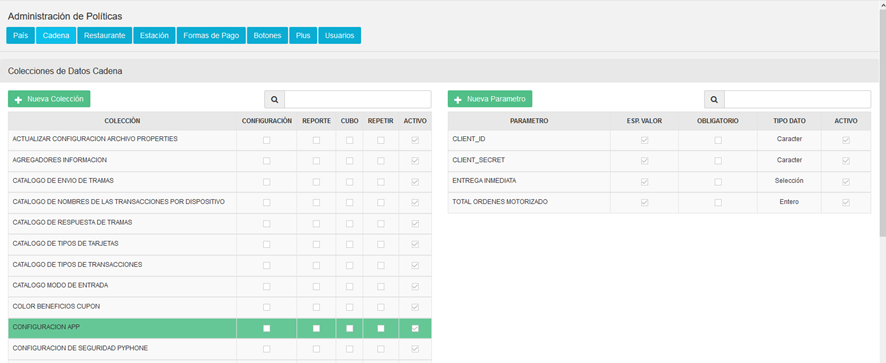 Administración de Políticas
País Cadena Restaurante Estación Formas de Pago Botones Plus Usuarios
Colecciones de Datos Cadena
Nueva Colección
COLECCIÓN CONFIGURACIÓN REPORTE CUBO REPETIR ACTIVO
ACTUALIZAR CONFIGURACION ARCHIVO PROPERTIES
AGREGADORES INFORMACION
CATALOGO DE ENVIO DE TRAMAS
CATALOGO DE NOMBRES DE LAS TRANSACCIONES POR DISPOSITIVO
CATALOGO DE RESPUESTA DE TRAMAS
CATALOGO DE TIPOS DE TARJETAS
CATALOGO DE TIPOS DE TRANSACCIONES
CATALOGO MODO DE ENTRADA
COLOR BENEFICIOS CUPON
CONFIGURACION APP
CONFIGURACION DE SEGURIDAD PYPHONE
Nueva Parametro
PARAMETRO ESP. VALOR OBLIGATORIO TIPO DATO ACTIVO
CLIENT_ID Caracter
CLIENT_SECRET Caracter
ENTREGA INMEDIATA Selección
TOTAL ORDENES MOTORIZADO Entero